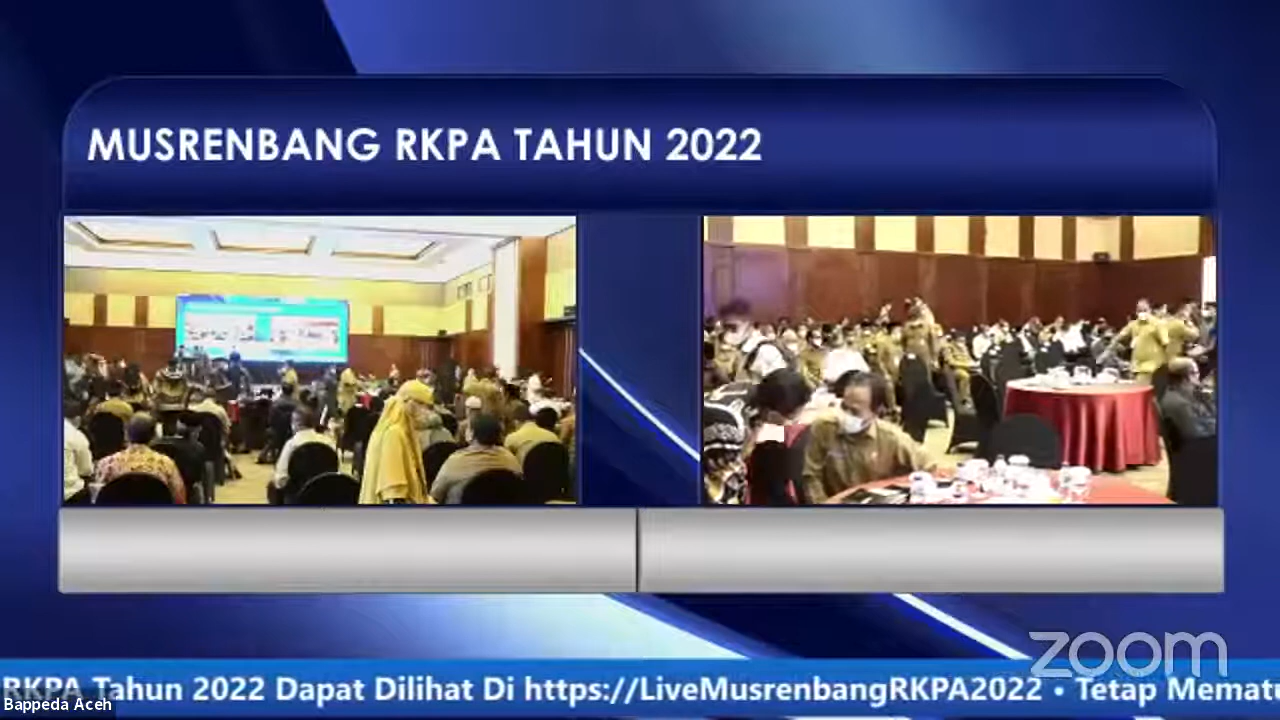 MUSRENBANG RKPA TAHUN 2022
zoom
RKPA Tahun 2022 Dapat Dilihat Di https://LiveMusrenbangRKPA2022 • Tetap Mematu
Bappeda Aceh